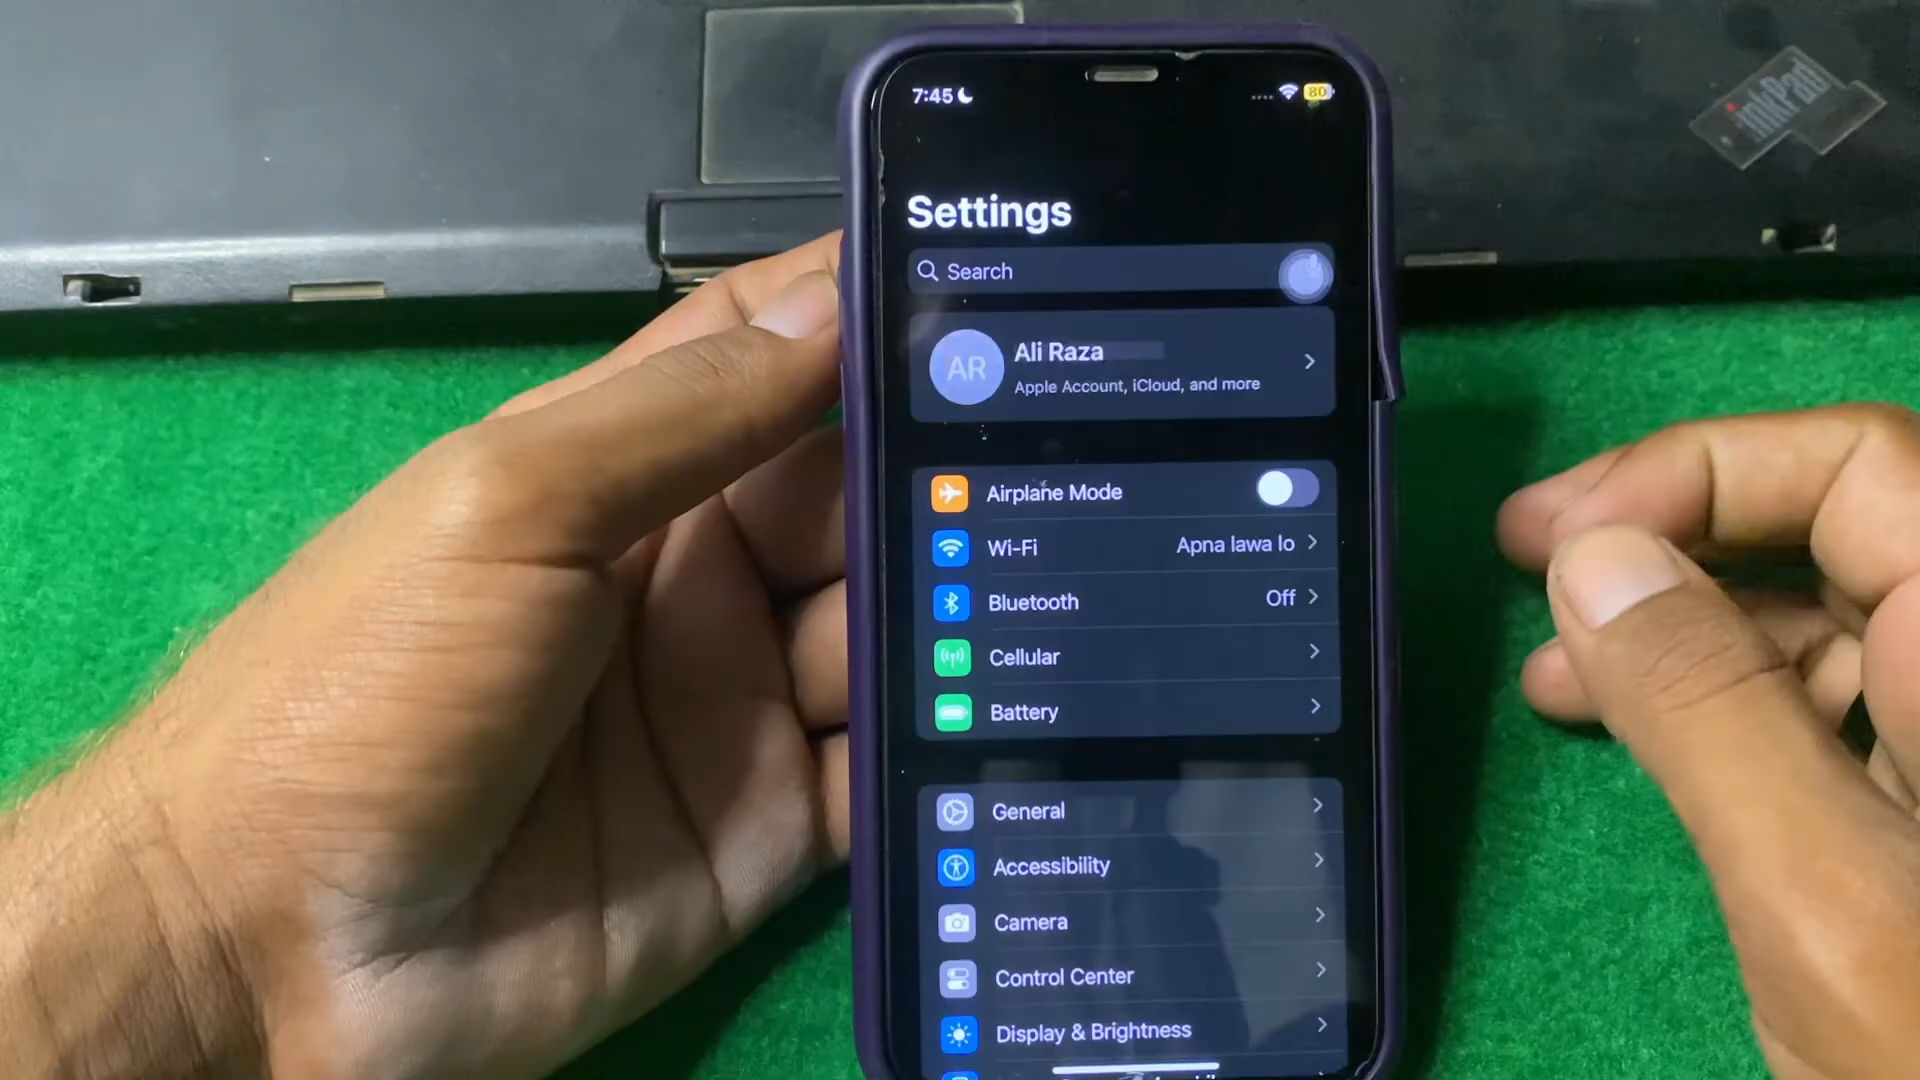 inkPad
7:45
80
Settings
Search
AR
Ali Raza
Apple Account, iCloud, and more
Airplane Mode
Wi-Fi
Apna lawa lo
Bluetooth
Off
Cellular
Battery
General
Accessibility
Camera
Control Center
Display & Brightness